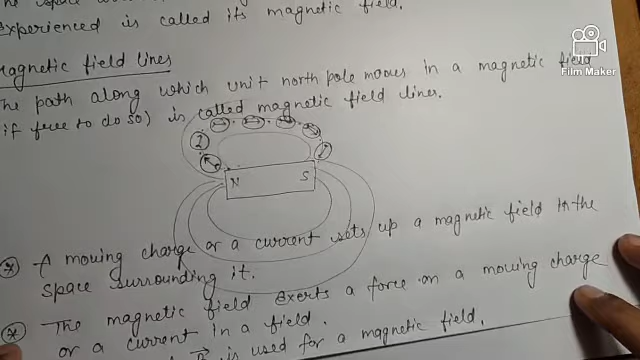 experienced is called its magnetic field.
Magnetic field lines
The path along which unit north pole moves in a magnetic field
(if free to do so) is called magnetic field lines.
N S
A moving charge or a current sets up a magnetic field in the
space surrounding it.
The magnetic field exerts a force on a moving charge
or a current in a field.
is used for a magnetic field.
Film Maker